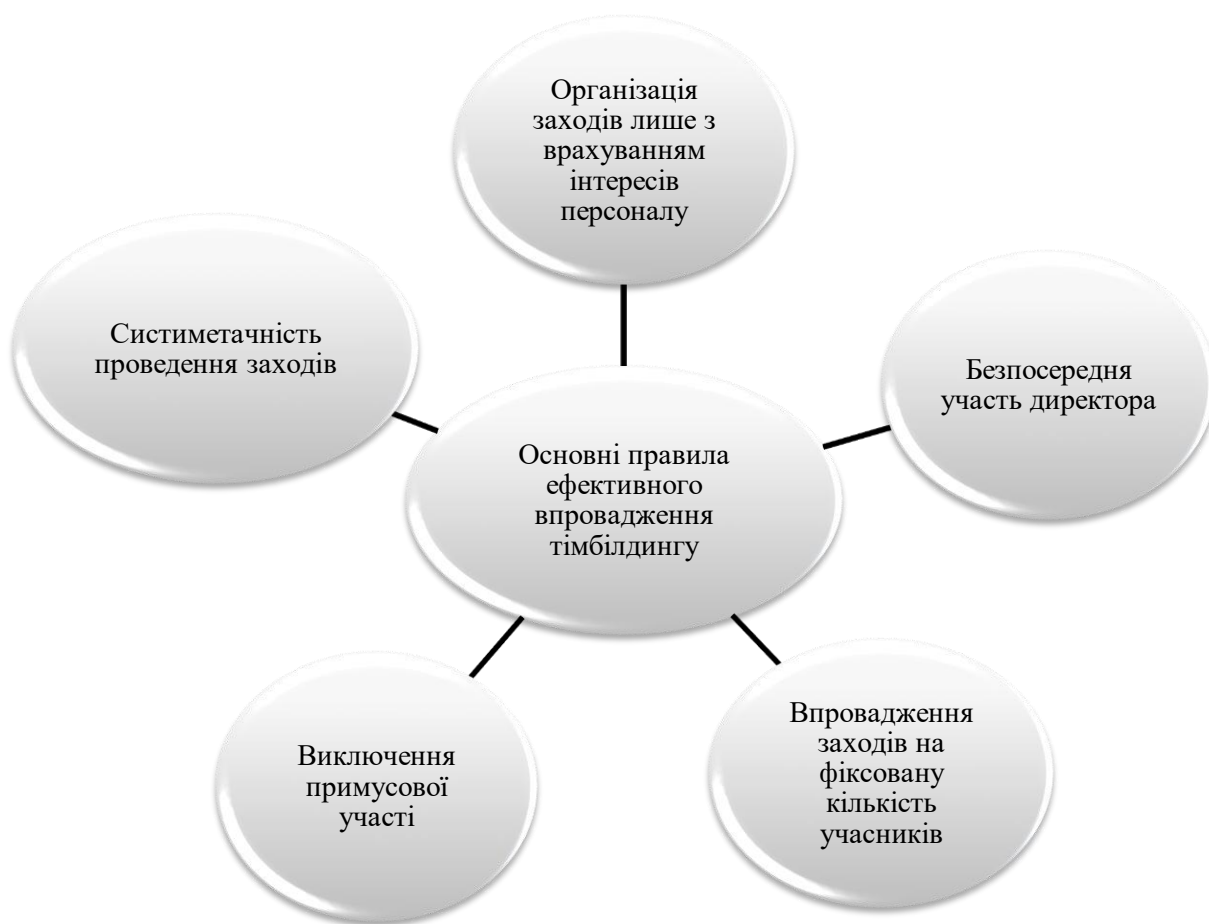 Організація
заходів лише з
врахуванням
інтересів
персоналу
Систиметачність
проведення заходів
Безпосередня
участь директора
Основні правила
ефективного
впровадження
тімбілдингу
Виключення
примусової
участі
Впровадження
заходів на
фіксовану
кількість
учасників